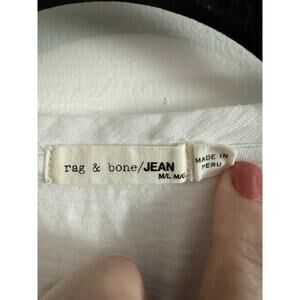 rag & bone/JEAN
M/L M/G
MADE IN
PERU